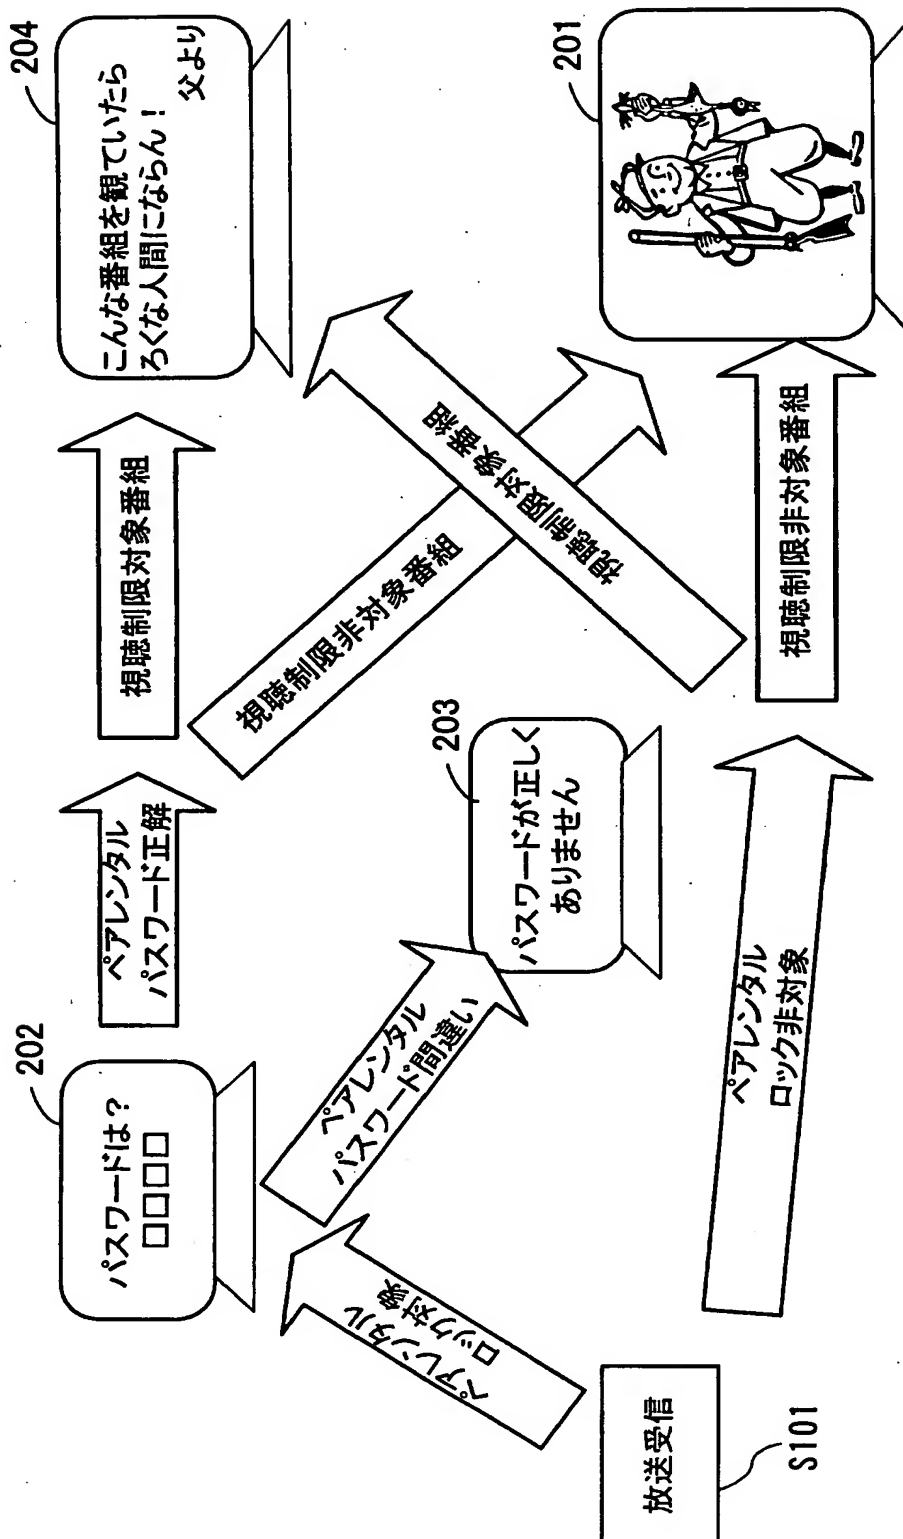 放送受信
S101
ペアレンタル
ロック対象
ペアレンタル
ロック非対象
202
パスワードは？
□□□□
ペアレンタル
パスワード正解
ペアレンタル
パスワード間違い
203
パスワードが正しく
ありません
視聴制限対象番組
視聴制限非対象番組
視聴制限対象番組
視聴制限非対象番組
204
こんな番組を観ていたら
ろくな人間にならん！
父より
201